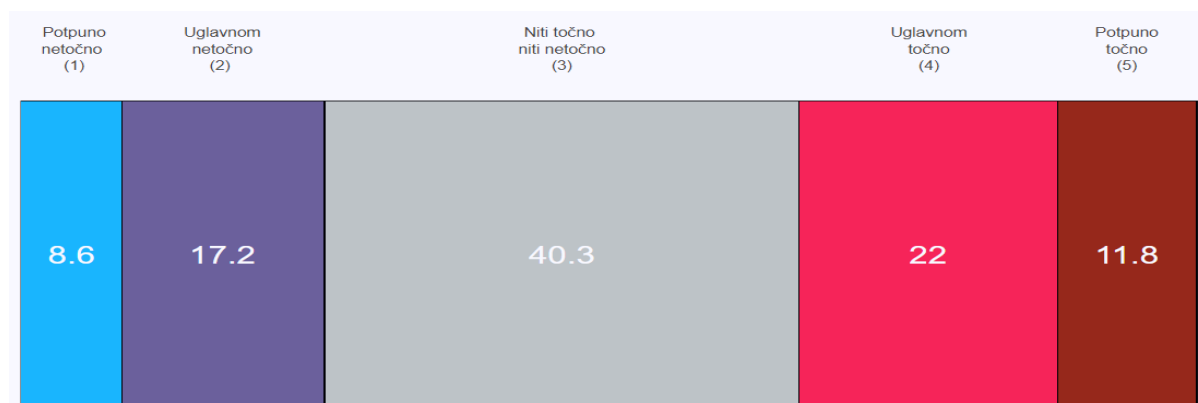 Potpuno
netočno
(1)
Uglavnom
netočno
(2)
Niti točno
niti netočno
(3)
Uglavnom
točno
(4)
Potpuno
točno
(5)
8.6
17.2
40.3
22
11.8